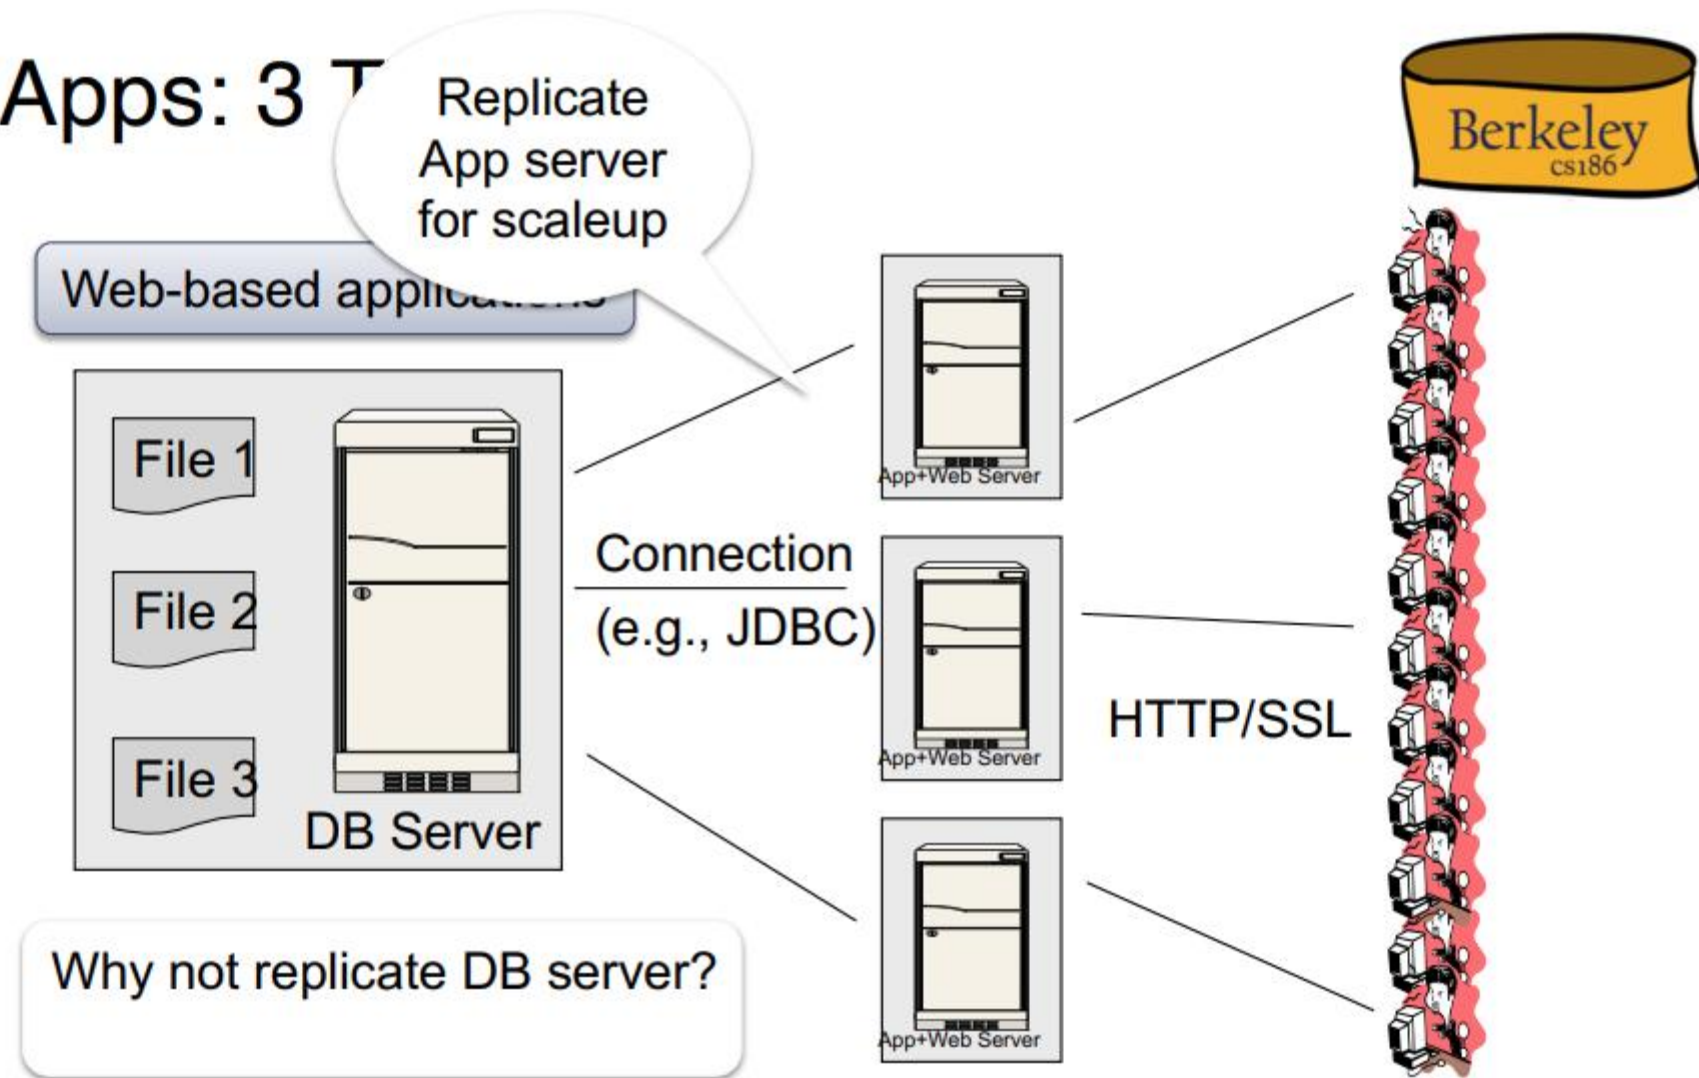 Apps: 3 T
Replicate
App server
for scaleup
Berkeley
cs186
Web-based applications
File 1
File 2
File 3
DB Server
Connection
(e.g., JDBC)
App+Web Server
App+Web Server
App+Web Server
HTTP/SSL
Why not replicate DB server?